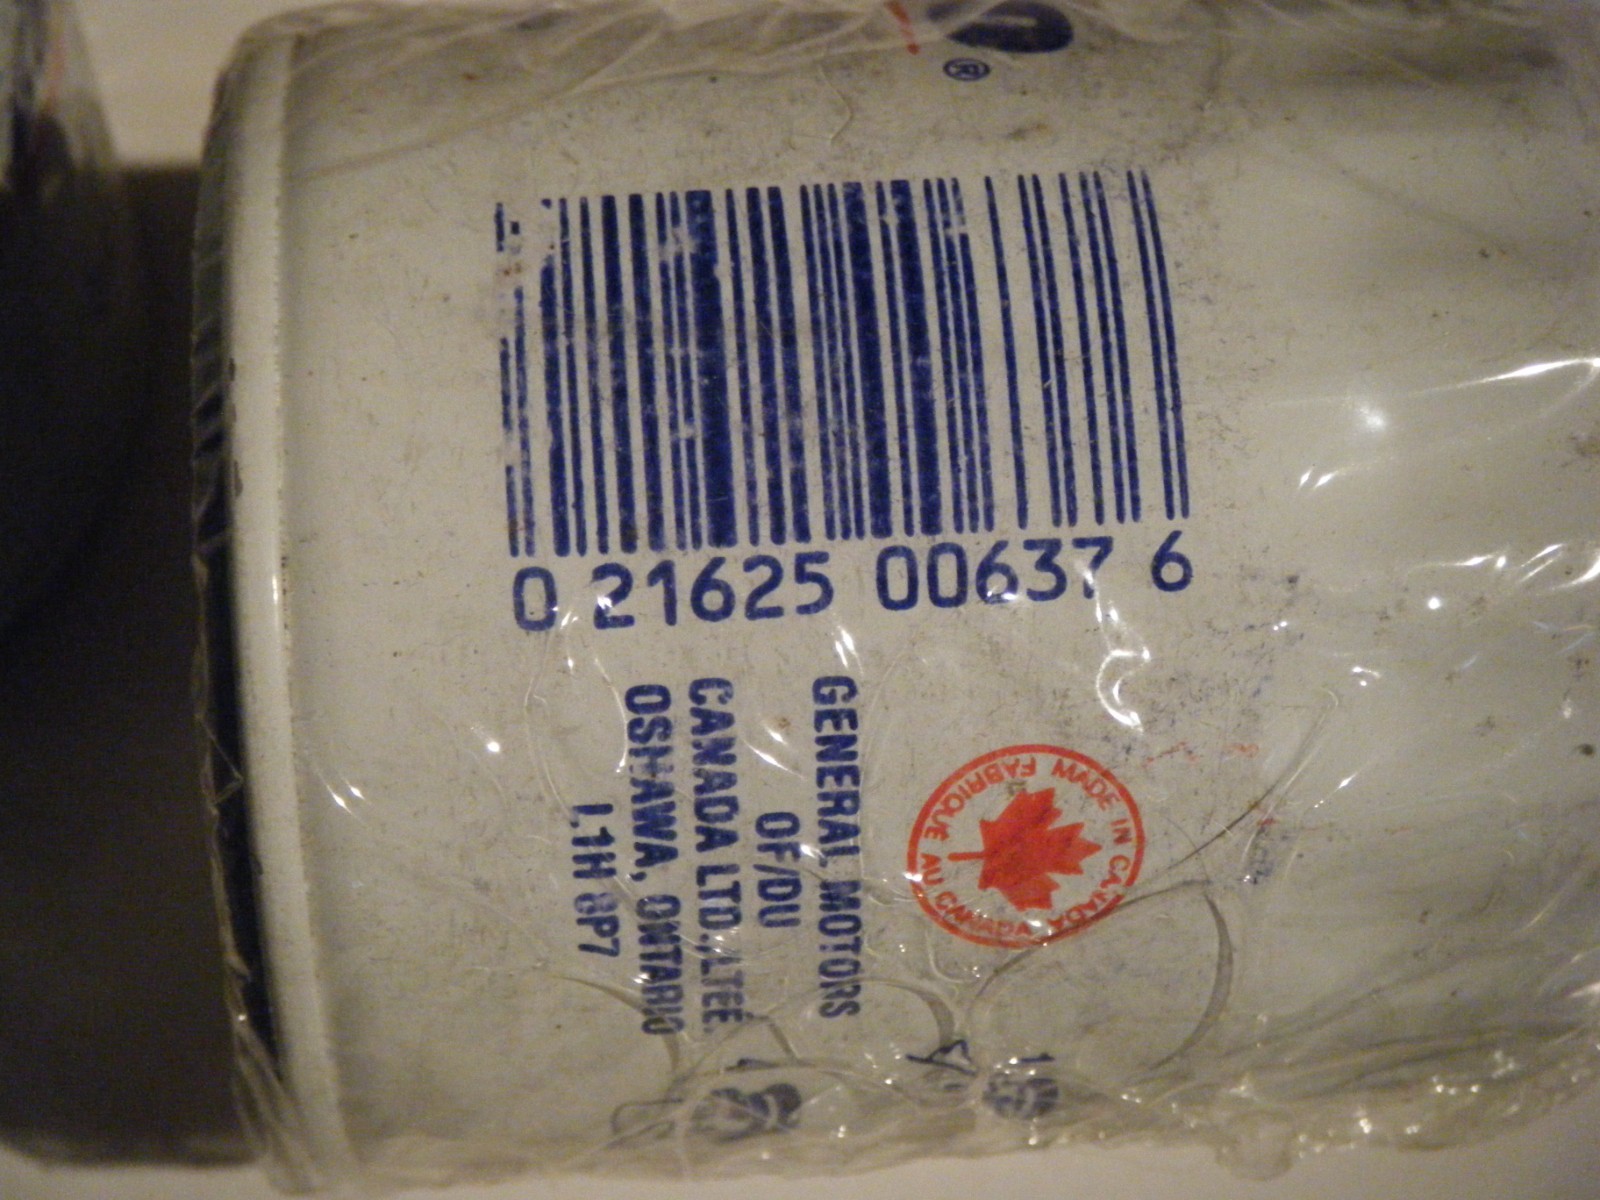 ®
0 21625 00637 6
GENERAL MOTORS
OF/DU
CANADA LTD./LTEE.
OSHAWA, ONTARIO
L1H 8P7
MADE IN CANADA
FABRIQUE AU CANADA